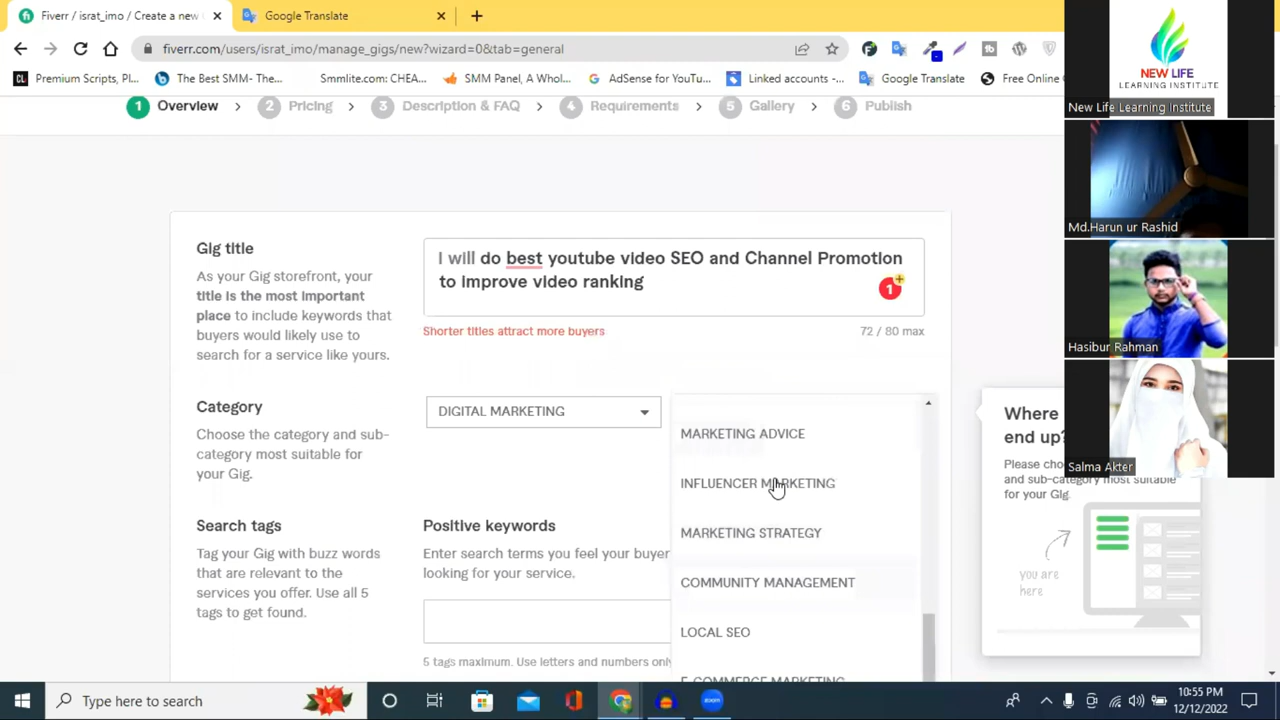 Fiverr / israt_imo / Create a new
Google Translate
fiverr.com/users/israt_imo/manage_gigs/new?wizard=0&tab=general
Premium Scripts, Pl...
The Best SMM- The...
Smmlite.com: CHEA...
SMM Panel, A Whol...
AdSense for YouTu...
Linked accounts -...
Google Translate
Free Online
1 Overview
2 Pricing
3 Description & FAQ
4 Requirements
5 Gallery
6 Publish
Gig title
As your Gig storefront, your
title is the most important
place to include keywords that
buyers would likely use to
search for a service like yours.
I will do best youtube video SEO and Channel Promotion
to improve video ranking
1
Shorter titles attract more buyers
72 / 80 max
Category
Choose the category and sub-
category most suitable for
your Gig.
DIGITAL MARKETING
MARKETING ADVICE
INFLUENCER MARKETING
MARKETING STRATEGY
COMMUNITY MANAGEMENT
LOCAL SEO
E-COMMERCE MARKETING
Search tags
Tag your Gig with buzz words
that are relevant to the
services you offer. Use all 5
tags to get found.
Positive keywords
Enter search terms you feel your buyer
looking for your service.
5 tags maximum. Use letters and numbers only
Where
end up?
Please cho
and sub-category most suitable
for your Gig.
you are
here
NEW LIFE
LEARNING INSTITUTE
New Life Learning Institute
Md.Harun ur Rashid
Hasibur Rahman
Salma Akter
Type here to search
10:55 PM
12/12/2022